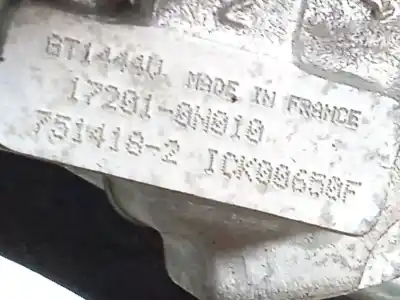 GT1444U MADE IN FRANCE
17201-0N010
751418-2 ICK00650F